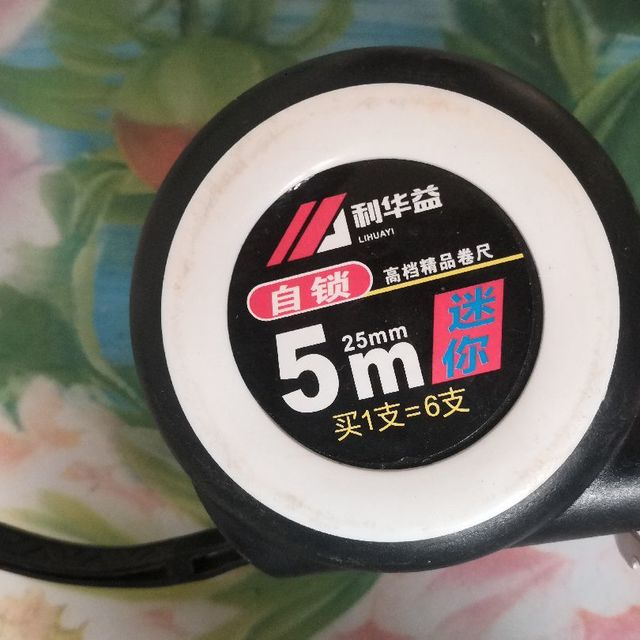 利华益
LIHUAYI
高档精品卷尺
自锁
25mm
5m
迷你
买1支=6支